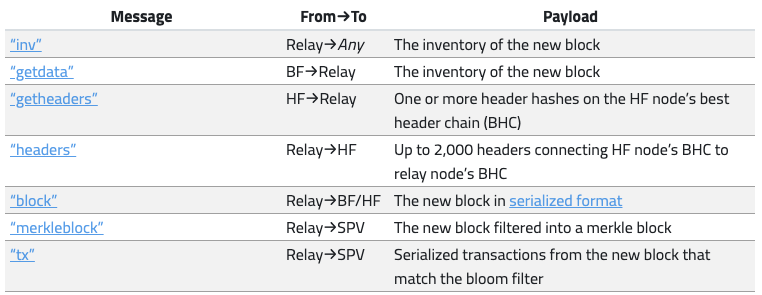 Message From→To Payload
“inv” Relay→Any The inventory of the new block
“getdata” BF→Relay The inventory of the new block
“getheaders” HF→Relay One or more header hashes on the HF node’s best
header chain (BHC)
“headers” Relay→HF Up to 2,000 headers connecting HF node’s BHC to
relay node’s BHC
“block” Relay→BF/HF The new block in serialized format
“merkleblock” Relay→SPV The new block filtered into a merkle block
“tx” Relay→SPV Serialized transactions from the new block that
match the bloom filter